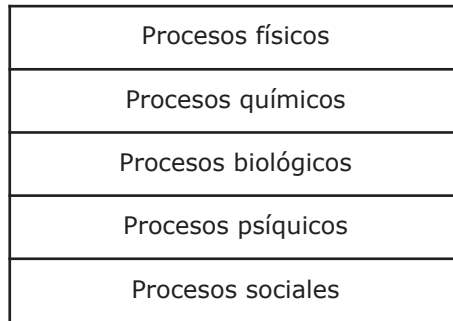 Procesos físicos
Procesos químicos
Procesos biológicos
Procesos psíquicos
Procesos sociales